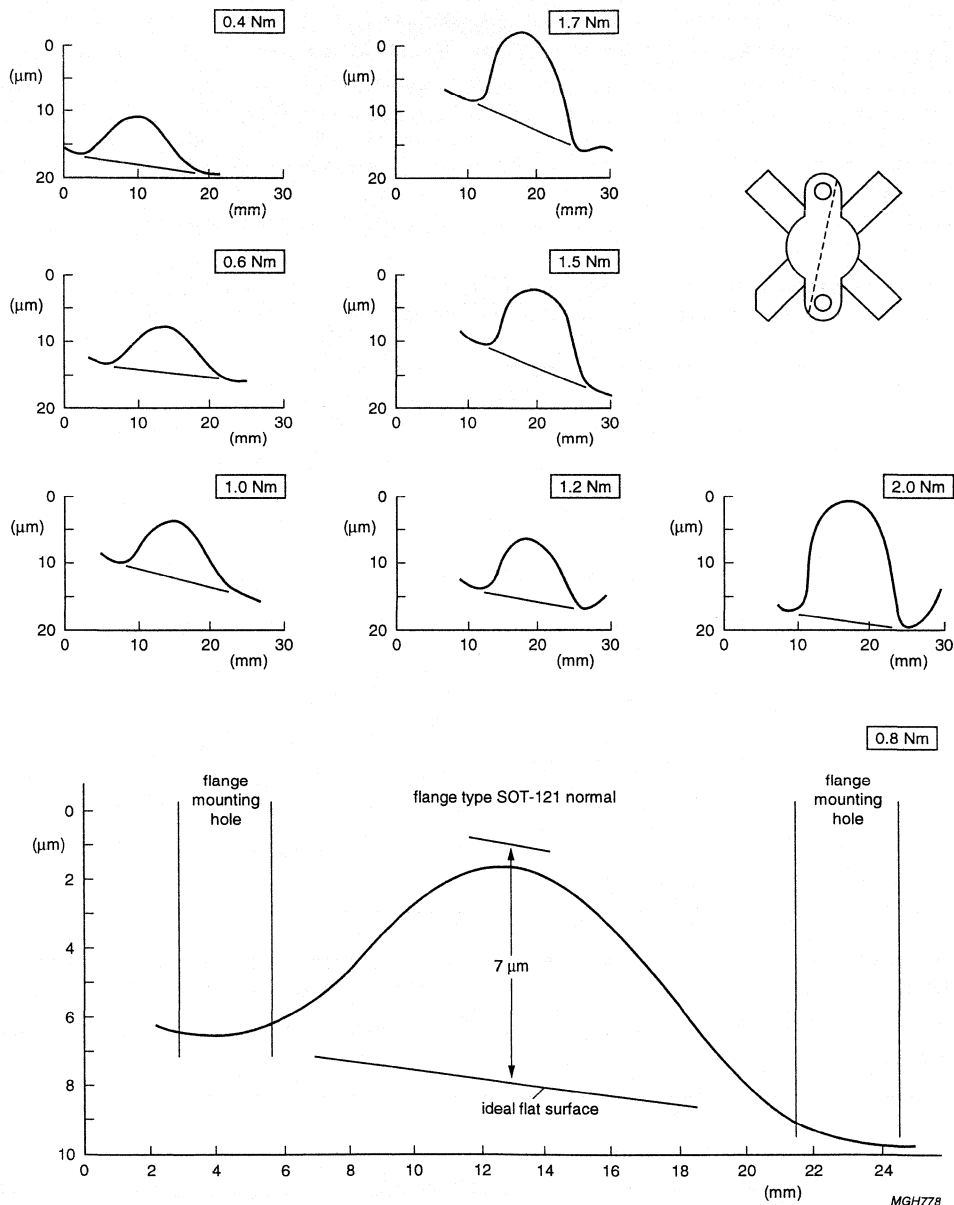 0.4 Nm
0
(μm)
10
20
0 10 20 30
(mm)
1.7 Nm
0
(μm)
10
20
0 10 20 30
(mm)
0.6 Nm
0
(μm)
10
20
0 10 20 30
(mm)
1.5 Nm
0
(μm)
10
20
0 10 20 30
(mm)
1.0 Nm
0
(μm)
10
20
0 10 20 30
(mm)
1.2 Nm
0
(μm)
10
20
0 10 20 30
(mm)
2.0 Nm
0
(μm)
10
20
0 10 20 30
(mm)
0.8 Nm
flange
mounting
hole
flange type SOT-121 normal
flange
mounting
hole
0
(μm)
2
4
7 μm
6
8
ideal flat surface
10
0 2 4 6 8 10 12 14 16 18 20 22 24
(mm)
MGH778